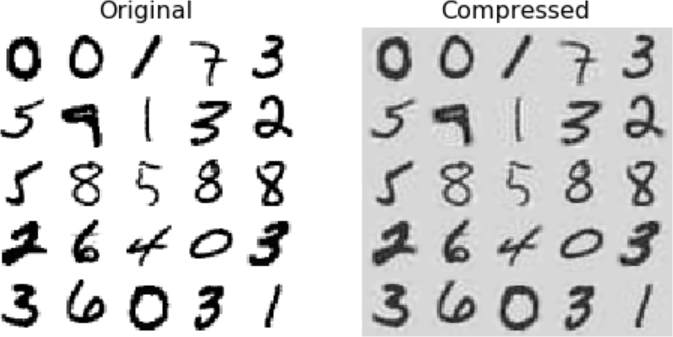 Original Compressed
0 0 1 7 3 0 0 1 7 3
5 9 1 3 2 5 9 1 3 2
5 8 5 8 8 5 8 5 8 8
2 6 4 0 3 2 6 4 0 3
3 6 0 3 1 3 6 0 3 1